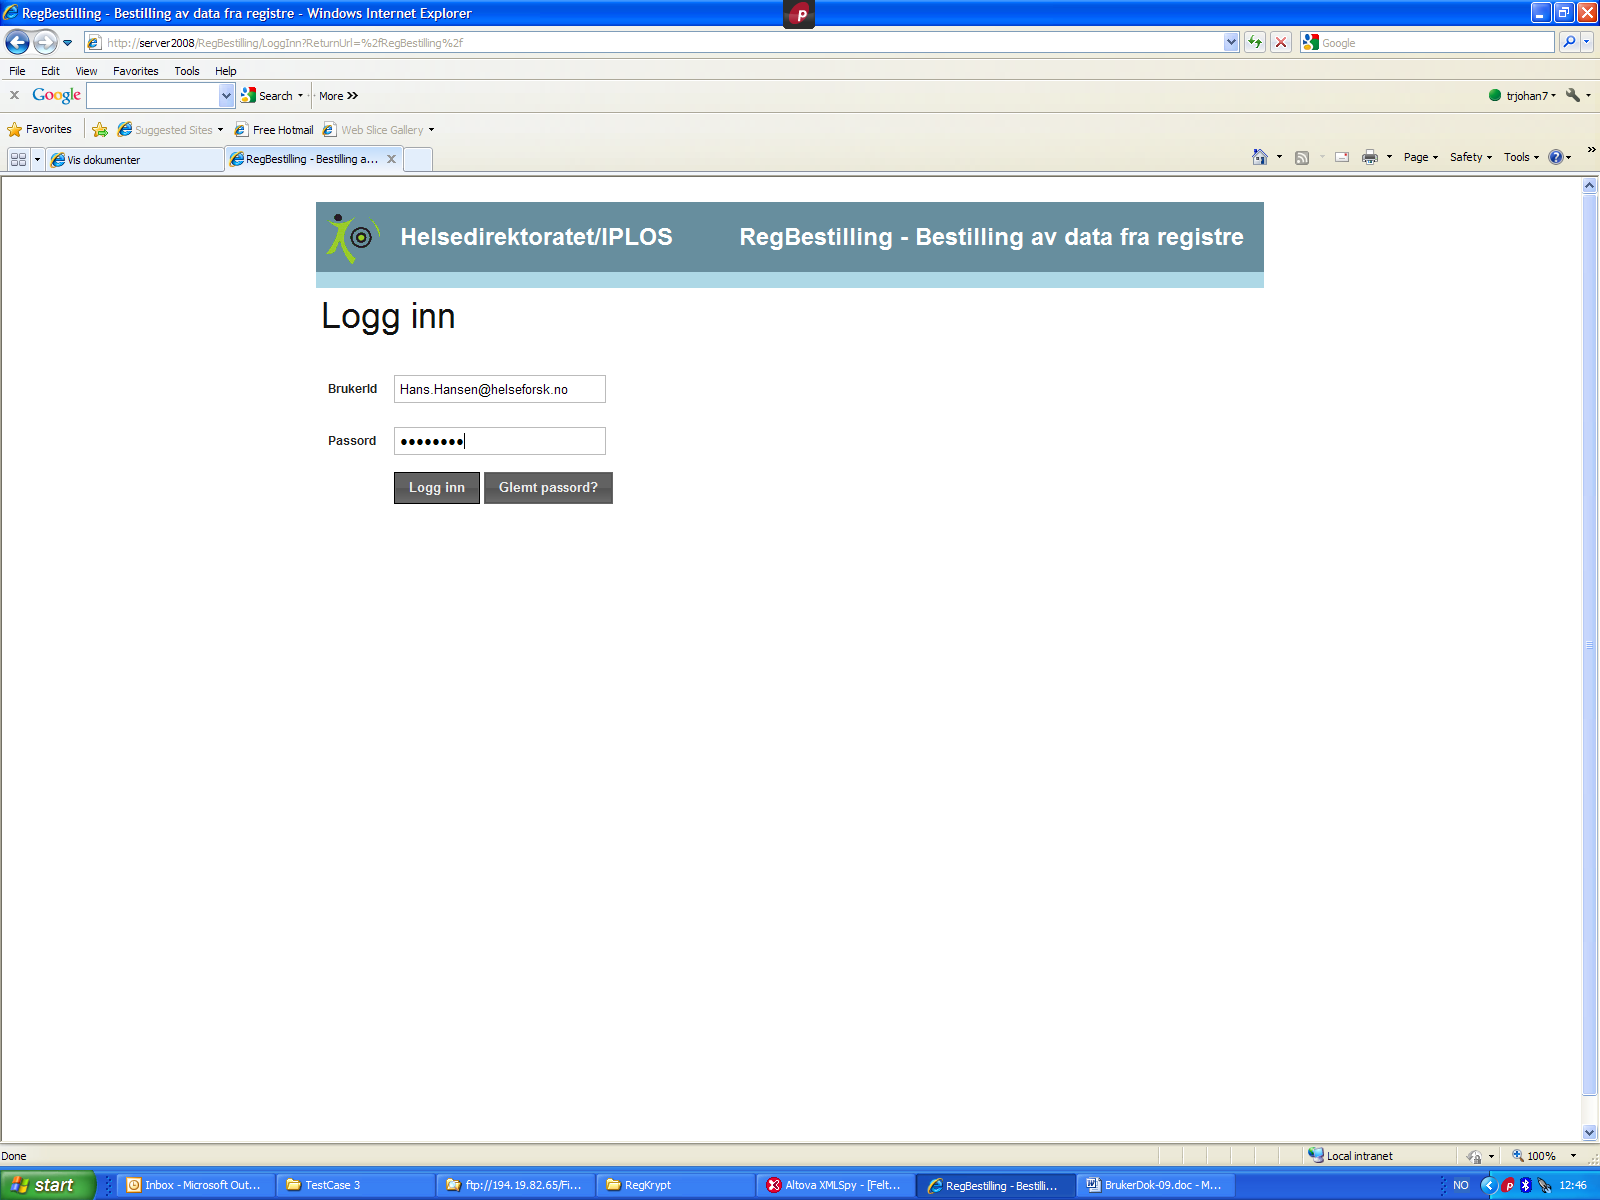 RegBestilling - Bestilling av data fra registre - Windows Internet Explorer
http://server2008/RegBestilling/LoggInn?ReturnUrl=%2fRegBestilling%2f
Google
File Edit View Favorites Tools Help
x Google Search More »
trjohan7
Favorites Suggested Sites Free Hotmail Web Slice Gallery
Vis dokumenter RegBestilling - Bestilling a... Page Safety Tools »
Helsedirektoratet/IPLOS RegBestilling - Bestilling av data fra registre
Logg inn
BrukerId Hans.Hansen@helseforsk.no
Passord ••••••••
Logg inn Glemt passord?
Done Local intranet 100%
start Inbox - Microsoft Out... TestCase 3 ftp://194.19.82.65/Fi... RegKrypt Altova XMLSpy - [Felt... RegBestilling - Bestilli... BrukerDok-09.doc - M... NO 12:46